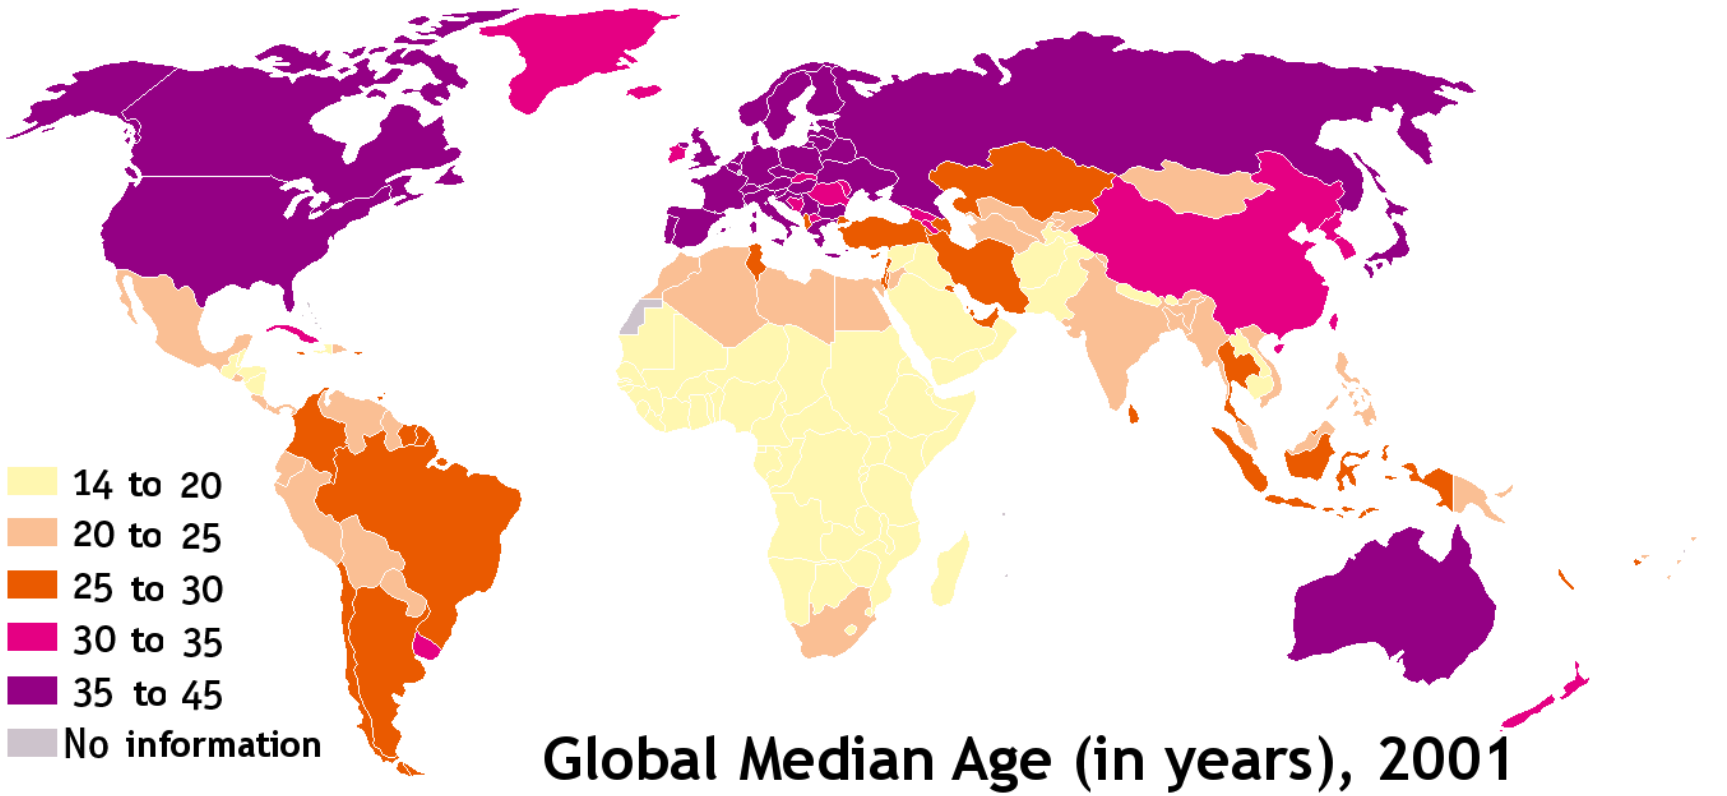 14 to 20
20 to 25
25 to 30
30 to 35
35 to 45
No information
Global Median Age (in years), 2001